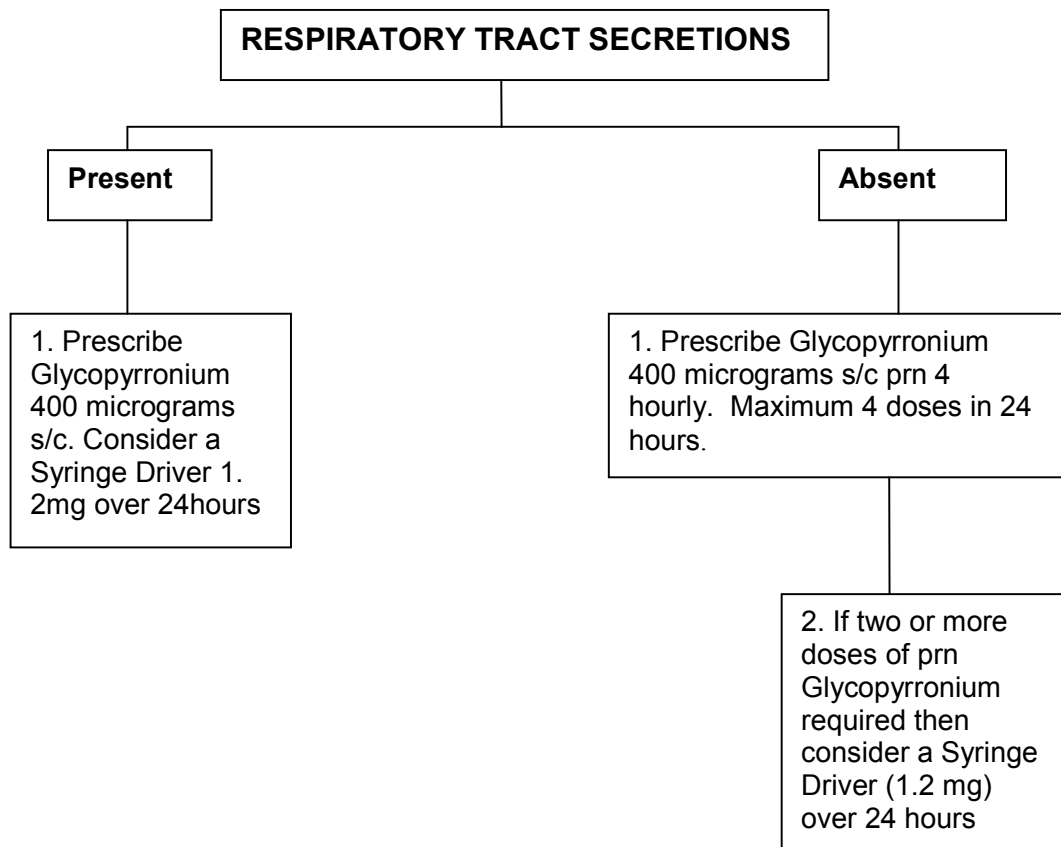 RESPIRATORY TRACT SECRETIONS
Present
Absent
1. Prescribe
Glycopyrronium
400 micrograms
s/c. Consider a
Syringe Driver 1.
2mg over 24hours
1. Prescribe Glycopyrronium
400 micrograms s/c prn 4
hourly.  Maximum 4 doses in 24
hours.
2. If two or more
doses of prn
Glycopyrronium
required then
consider a Syringe
Driver (1.2 mg)
over 24 hours